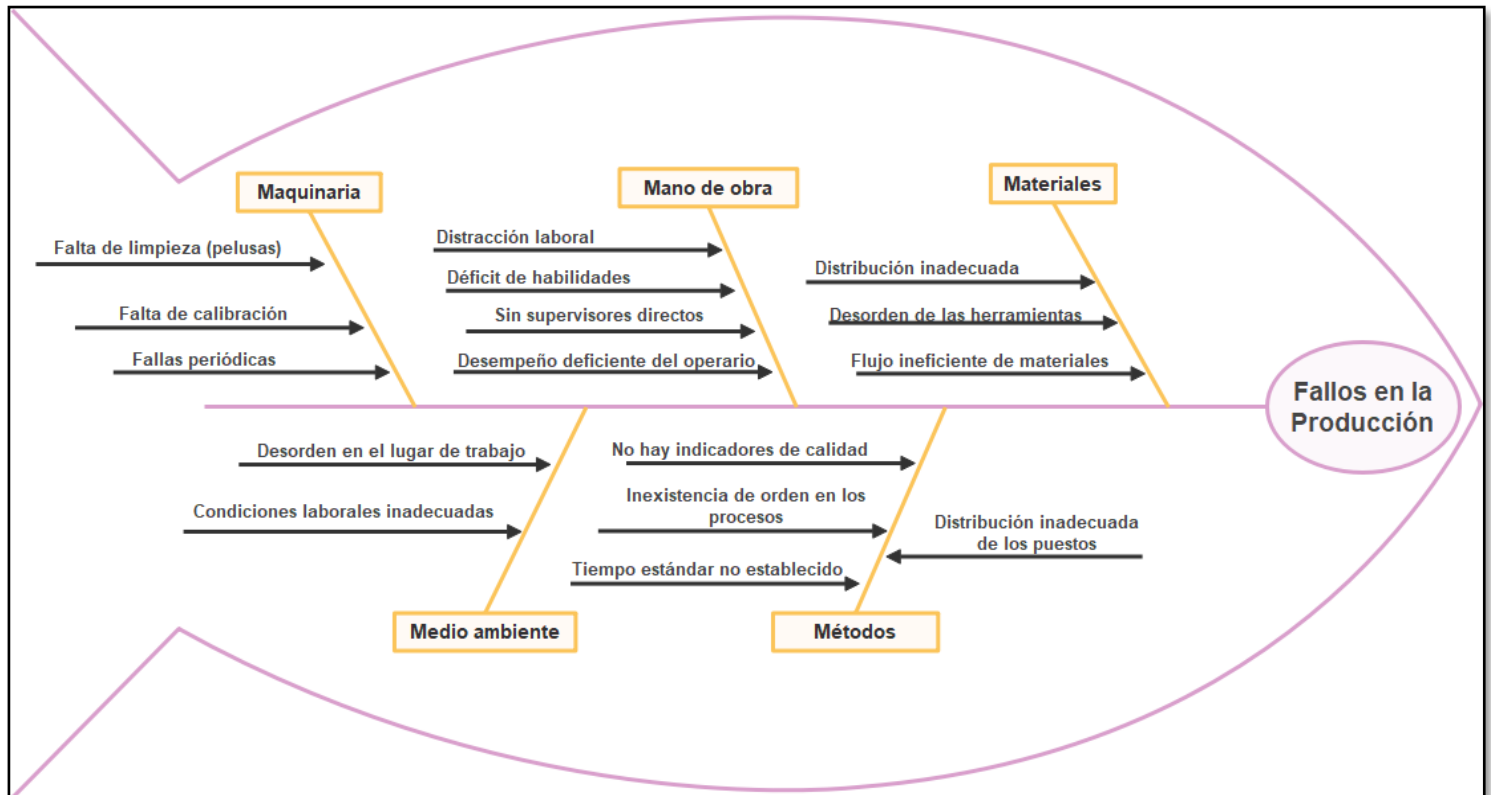 Maquinaria
Falta de limpieza (pelusas)
Falta de calibración
Fallas periódicas
Mano de obra
Distracción laboral
Déficit de habilidades
Sin supervisores directos
Desempeño deficiente del operario
Materiales
Distribución inadecuada
Desorden de las herramientas
Flujo ineficiente de materiales
Fallos en la
Producción
Desorden en el lugar de trabajo
Condiciones laborales inadecuadas
Medio ambiente
No hay indicadores de calidad
Inexistencia de orden en los
procesos
Distribución inadecuada
de los puestos
Tiempo estándar no establecido
Métodos